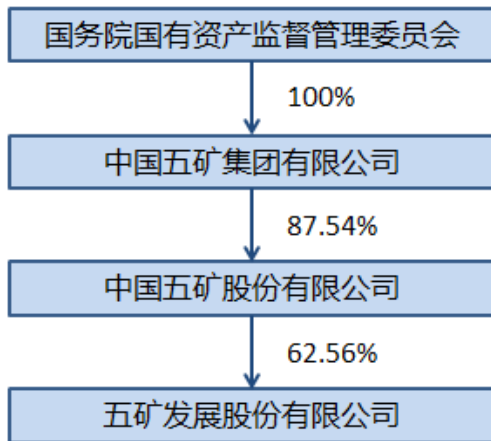 国务院国有资产监督管理委员会
100%
中国五矿集团有限公司
87.54%
中国五矿股份有限公司
62.56%
五矿发展股份有限公司